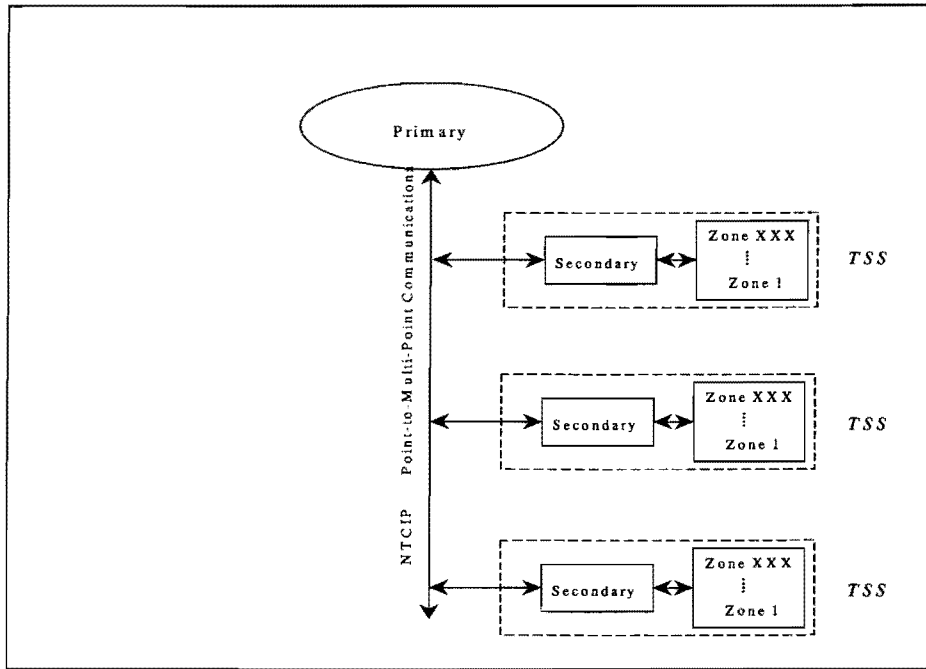 Primary
NTCIP Point-to-Multi-Point Communications
Zone XXX
Secondary
Zone 1
TSS
Zone XXX
Secondary
Zone 1
TSS
Zone XXX
Secondary
Zone 1
TSS